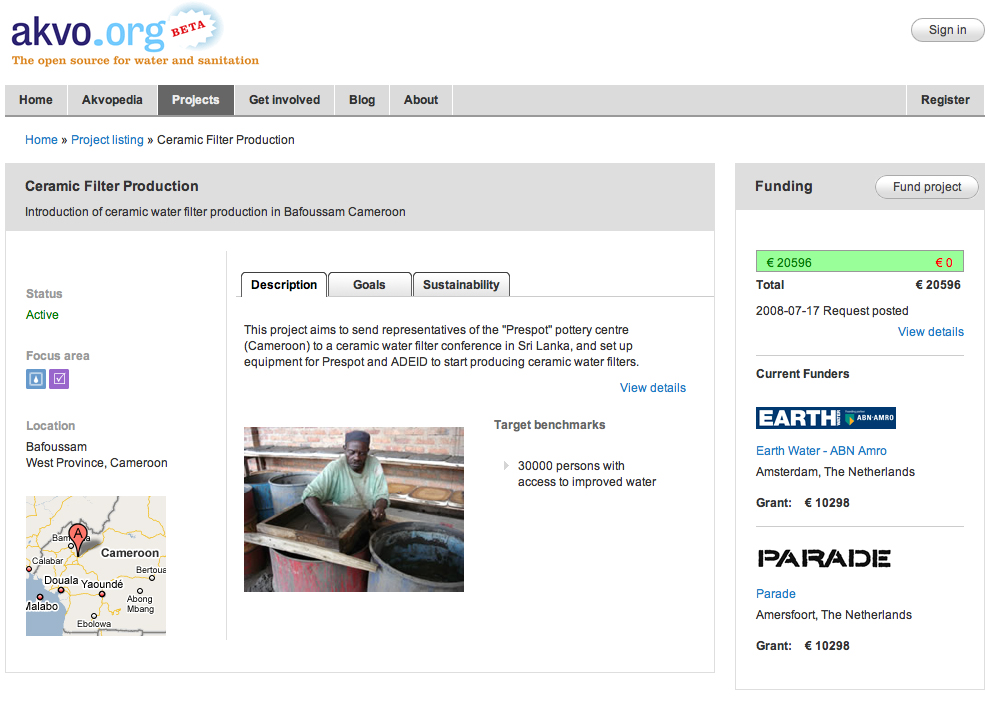 akvo.org BETA
The open source for water and sanitation
Sign in
Home Akvopedia Projects Get involved Blog About Register
Home » Project listing » Ceramic Filter Production
Ceramic Filter Production
Introduction of ceramic water filter production in Bafoussam Cameroon
Status
Active
Focus area
Location
Bafoussam
West Province, Cameroon
A
Bam
Cameroon
Calabar
Bertoua
Douala
Yaoundé
Malabo
Abong
Mbang
Ebolowa
Description Goals Sustainability
This project aims to send representatives of the "Prespot" pottery centre
(Cameroon) to a ceramic water filter conference in Sri Lanka, and set up
equipment for Prespot and ADEID to start producing ceramic water filters.
View details
Target benchmarks
30000 persons with
access to improved water
Funding
Fund project
€ 20596 € 0
Total € 20596
2008-07-17 Request posted
View details
Current Funders
EARTH WATER ABN·AMRO
Earth Water - ABN Amro
Amsterdam, The Netherlands
Grant: € 10298
PARADE
Parade
Amersfoort, The Netherlands
Grant: € 10298